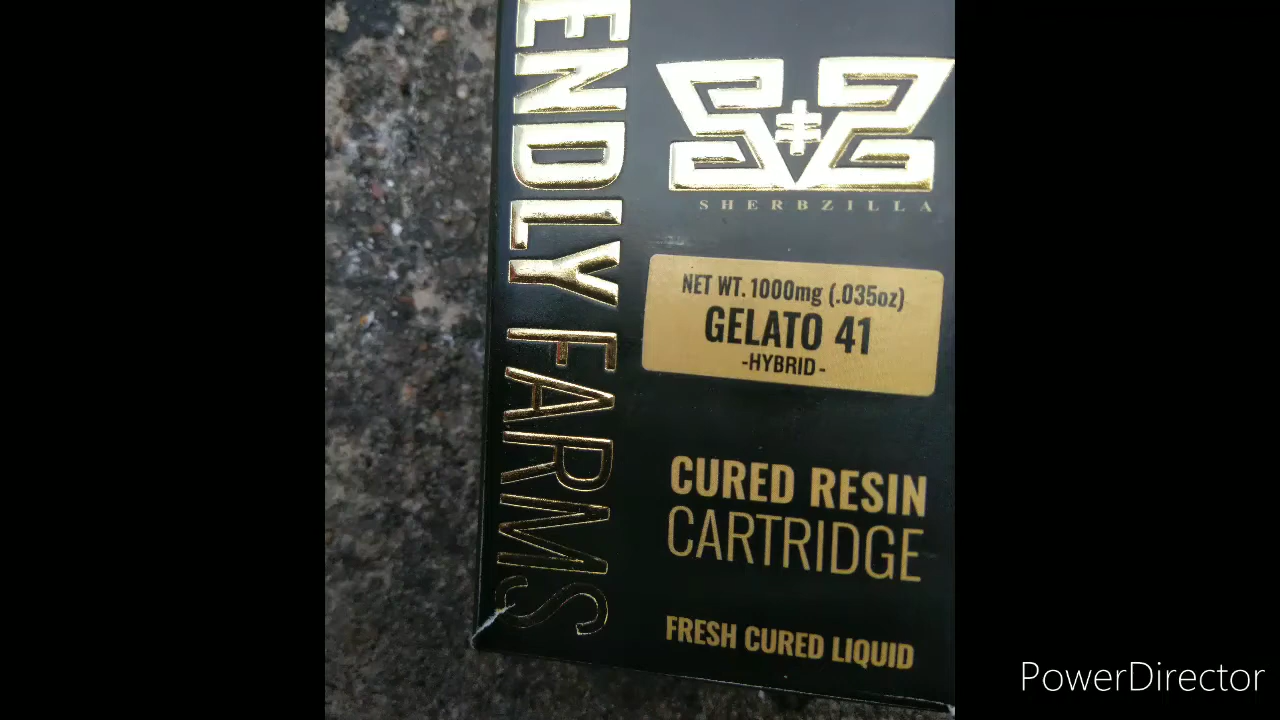 ENDLY FARMS
SHERBZILLA
NET WT. 1000mg (.035oz)
GELATO 41
-HYBRID-
CURED RESIN
CARTRIDGE
FRESH CURED LIQUID
PowerDirector